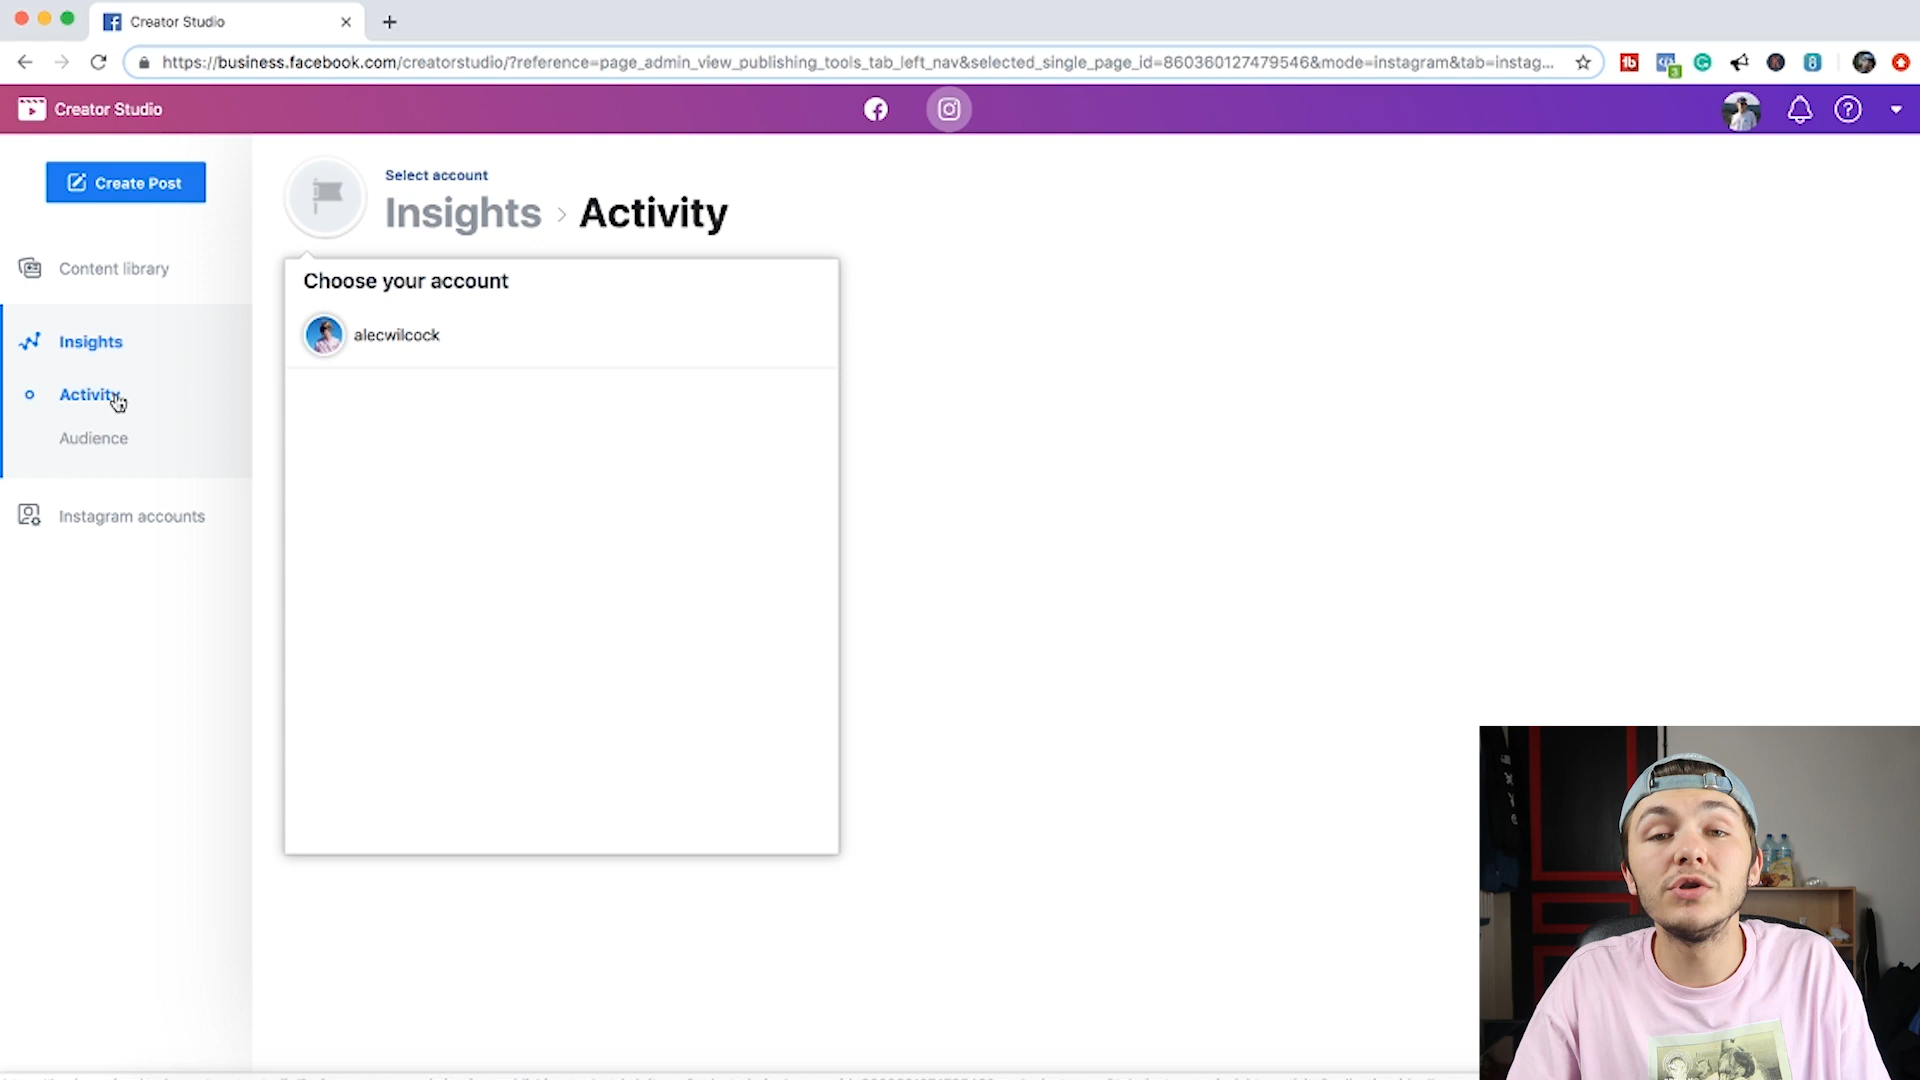 Creator Studio
https://business.facebook.com/creatorstudio/?reference=page_admin_view_publishing_tools_tab_left_nav&selected_single_page_id=860360127479546&mode=instagram&tab=instag...
Creator Studio
Create Post
Content library
Insights
Activity
Audience
Instagram accounts
Select account
Insights > Activity
Choose your account
alecwilcock